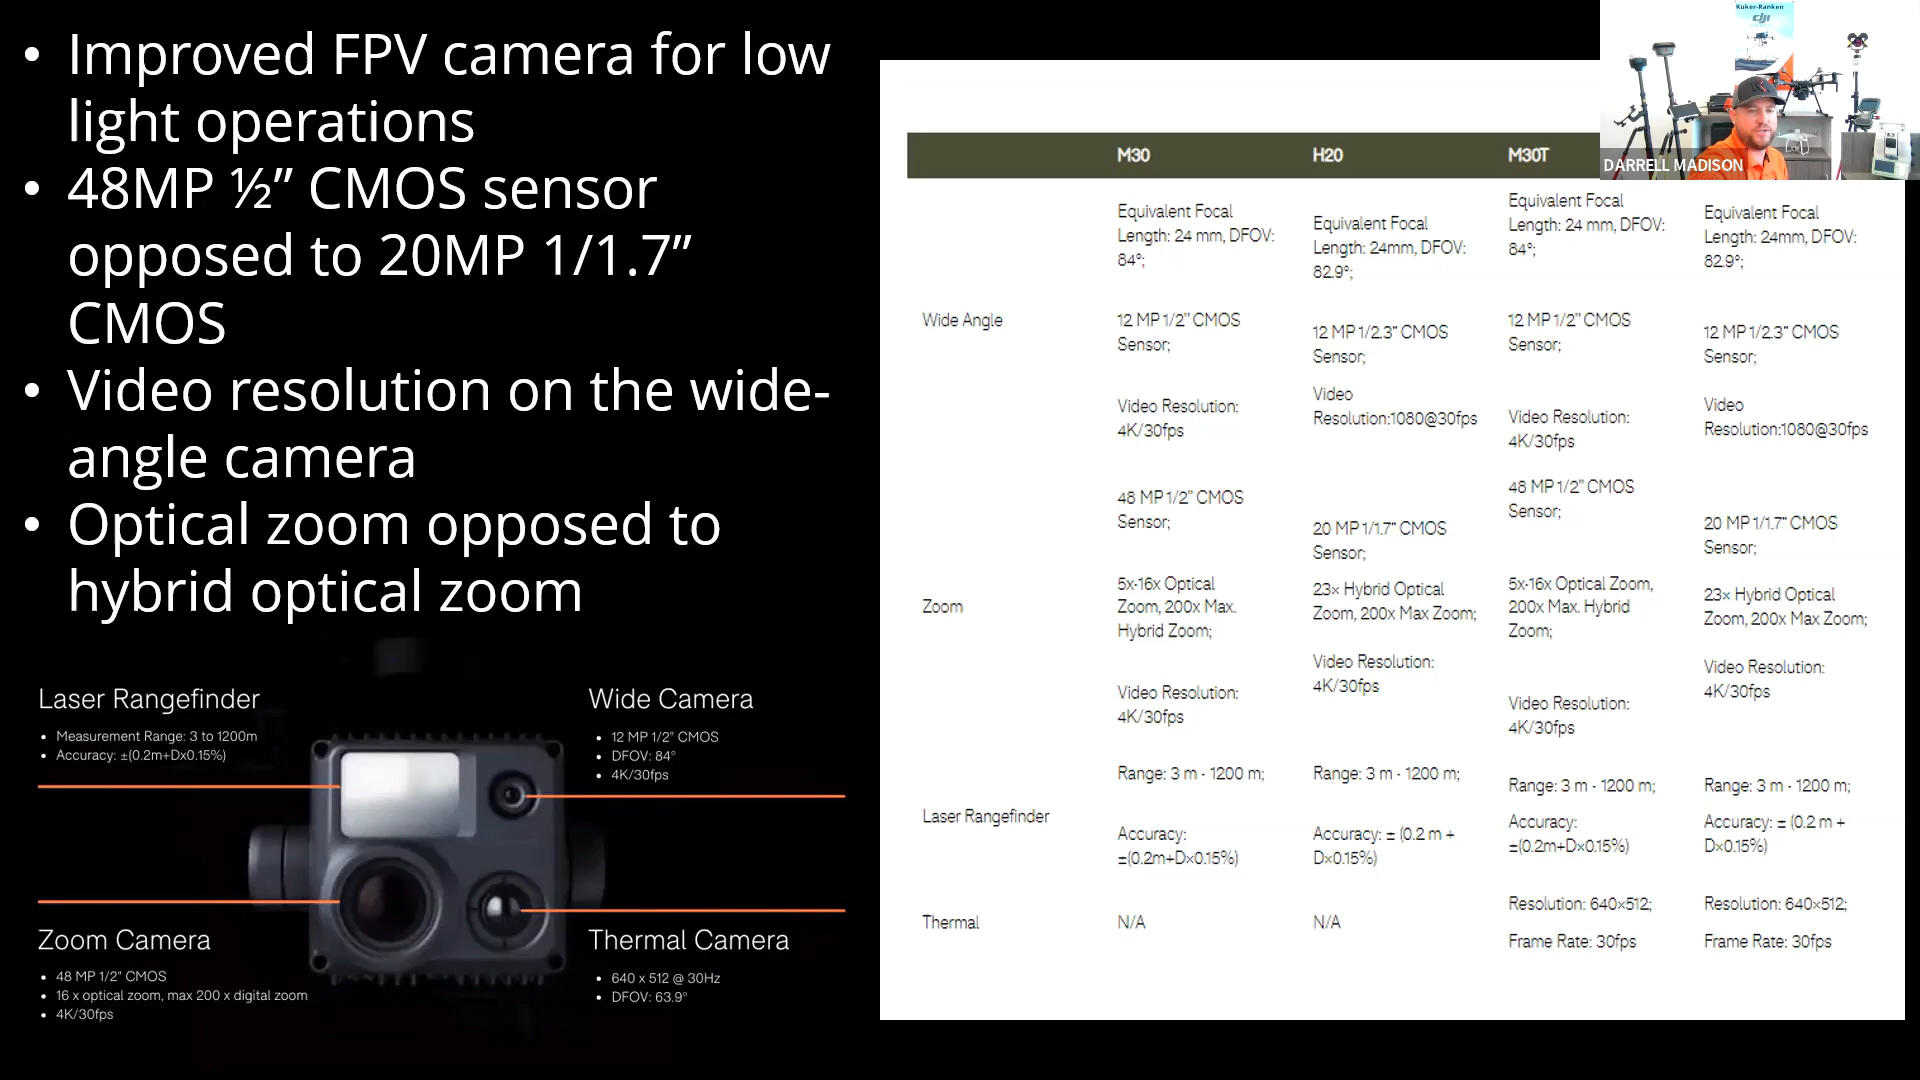 • Improved FPV camera for low
light operations
• 48MP ½” CMOS sensor
opposed to 20MP 1/1.7”
CMOS
• Video resolution on the wide-
angle camera
• Optical zoom opposed to
hybrid optical zoom
Laser Rangefinder
• Measurement Range: 3 to 1200m
• Accuracy: ±(0.2m+Dx0.15%)
Wide Camera
• 12 MP 1/2" CMOS
• DFOV: 84°
• 4K/30fps
Zoom Camera
• 48 MP 1/2" CMOS
• 16 x optical zoom, max 200 x digital zoom
• 4K/30fps
Thermal Camera
• 640 x 512 @ 30Hz
• DFOV: 63.9°
Kuker-Ranken
dji
DARRELL MADISON
M30
H20
M30T
Wide Angle
Equivalent Focal
Length: 24 mm, DFOV:
84°;
12 MP 1/2" CMOS
Sensor;
Video Resolution:
4K/30fps
Equivalent Focal
Length: 24mm, DFOV:
82.9°;
12 MP 1/2.3" CMOS
Sensor;
Video
Resolution:1080@30fps
Equivalent Focal
Length: 24 mm, DFOV:
84°;
12 MP 1/2" CMOS
Sensor;
Video Resolution:
4K/30fps
Equivalent Focal
Length: 24mm, DFOV:
82.9°;
12 MP 1/2.3" CMOS
Sensor;
Video
Resolution:1080@30fps
Zoom
48 MP 1/2" CMOS
Sensor;
5x-16x Optical
Zoom, 200x Max.
Hybrid Zoom;
Video Resolution:
4K/30fps
20 MP 1/1.7" CMOS
Sensor;
23× Hybrid Optical
Zoom, 200x Max Zoom;
Video Resolution:
4K/30fps
48 MP 1/2" CMOS
Sensor;
5x-16x Optical Zoom,
200x Max. Hybrid
Zoom;
Video Resolution:
4K/30fps
20 MP 1/1.7" CMOS
Sensor;
23× Hybrid Optical
Zoom, 200x Max Zoom;
Video Resolution:
4K/30fps
Laser Rangefinder
Range: 3 m - 1200 m;
Accuracy:
±(0.2m+D×0.15%)
Range: 3 m - 1200 m;
Accuracy: ± (0.2 m +
D×0.15%)
Range: 3 m - 1200 m;
Accuracy:
±(0.2m+D×0.15%)
Range: 3 m - 1200 m;
Accuracy: ± (0.2 m +
D×0.15%)
Thermal
N/A
N/A
Resolution: 640×512;
Frame Rate: 30fps
Resolution: 640×512;
Frame Rate: 30fps